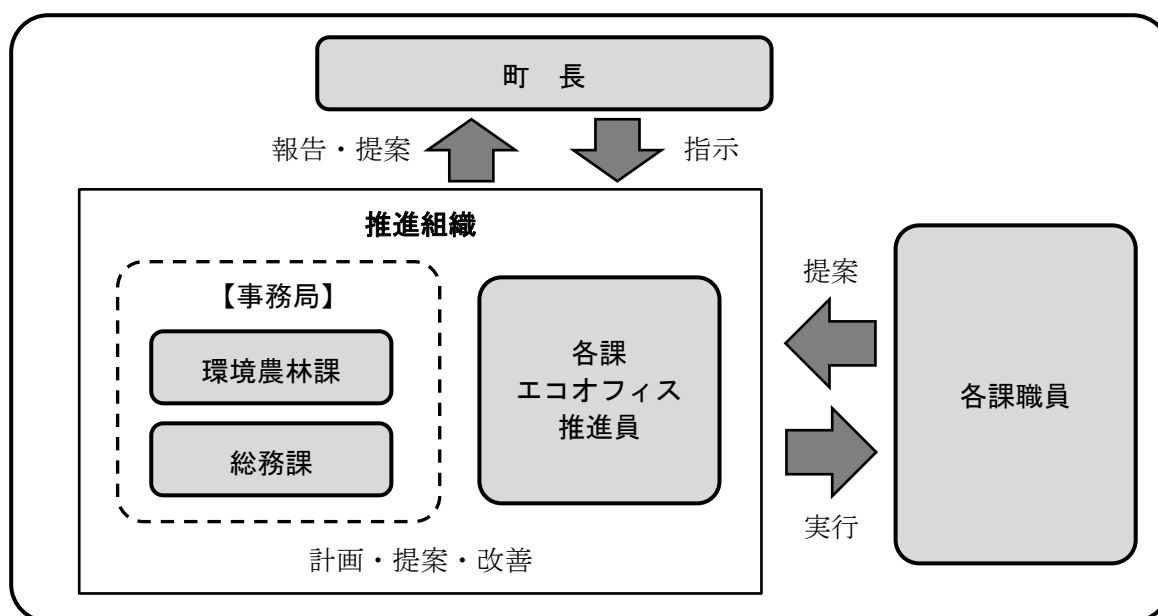 町　長
報告・提案
指示
推進組織
【事務局】
環境農林課
総務課
各課
エコオフィス
推進員
計画・提案・改善
提案
実行
各課職員